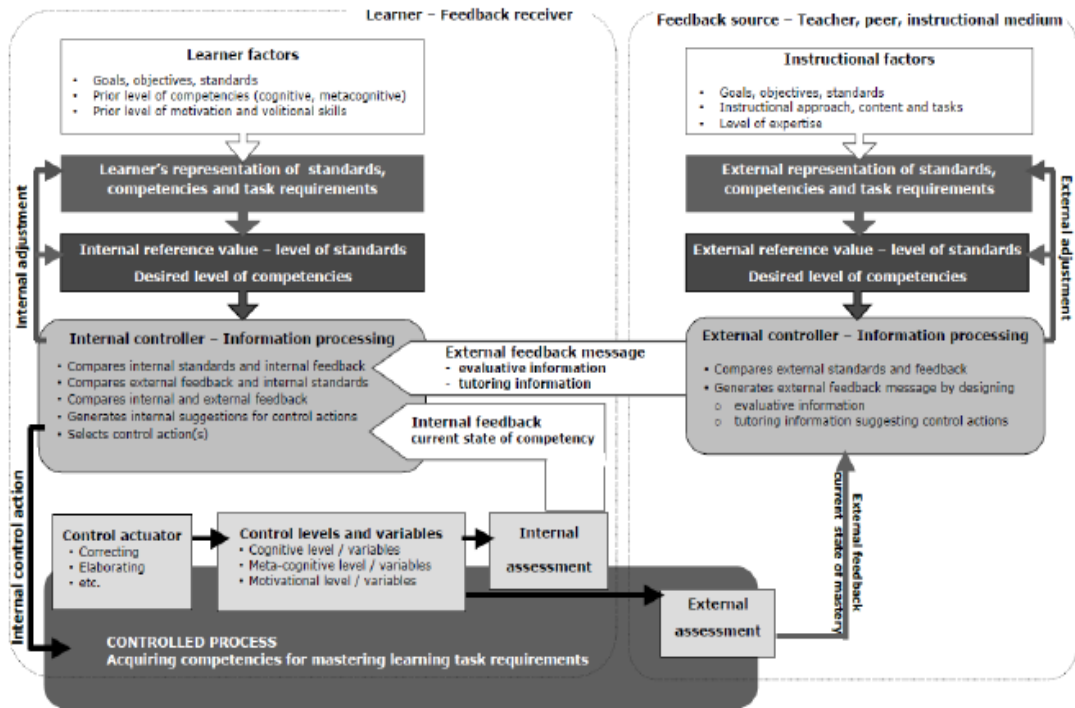 Learner – Feedback receiver
Learner factors
• Goals, objectives, standards
• Prior level of competencies (cognitive, metacognitive)
• Prior level of motivation and volitional skills
Learner's representation of standards,
competencies and task requirements
Internal reference value – level of standards
Desired level of competencies
Internal adjustment
Internal controller – Information processing
• Compares internal standards and internal feedback
• Compares external feedback and internal standards
• Compares internal and external feedback
• Generates internal suggestions for control actions
• Selects control action(s)
External feedback message
- evaluative information
- tutoring information
Internal feedback
current state of competency
Internal control action
Control actuator
• Correcting
• Elaborating
• etc.
Control levels and variables
• Cognitive level / variables
• Meta-cognitive level / variables
• Motivational level / variables
Internal
assessment
CONTROLLED PROCESS
Acquiring competencies for mastering learning task requirements
External
assessment
Feedback source – Teacher, peer, instructional medium
Instructional factors
• Goals, objectives, standards
• Instructional approach, content and tasks
• Level of expertise
External representation of standards,
competencies and task requirements
External reference value – level of standards
Desired level of competencies
External adjustment
External controller – Information processing
• Compares external standards and feedback
• Generates external feedback message by designing
o evaluative information
o tutoring information suggesting control actions
External feedback
current state of mastery